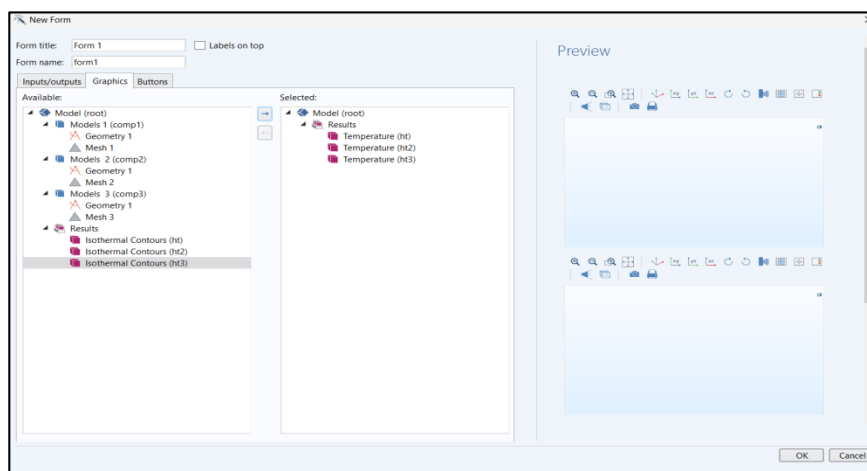 New Form
Form title: Form 1 Labels on top
Form name: form1
Inputs/outputs Graphics Buttons
Available:
Model (root)
Models 1 (comp1)
Geometry 1
Mesh 1
Models 2 (comp2)
Geometry 1
Mesh 2
Models 3 (comp3)
Geometry 1
Mesh 3
Results
Isothermal Contours (ht)
Isothermal Contours (ht2)
Isothermal Contours (ht3)
Selected:
Model (root)
Results
Temperature (ht)
Temperature (ht2)
Temperature (ht3)
Preview
OK Cancel